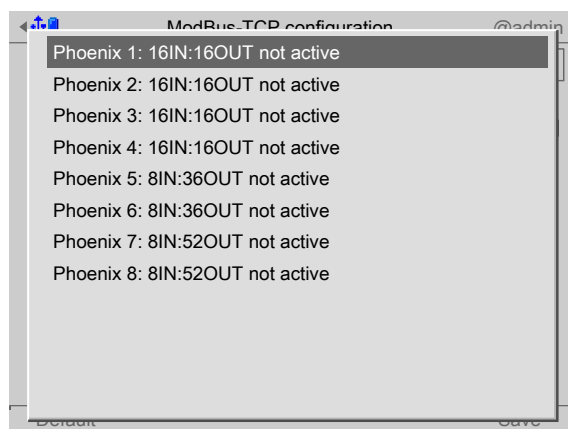 ModBus-TCP configuration @admin
Phoenix 1: 16IN:16OUT not active
Phoenix 2: 16IN:16OUT not active
Phoenix 3: 16IN:16OUT not active
Phoenix 4: 16IN:16OUT not active
Phoenix 5: 8IN:36OUT not active
Phoenix 6: 8IN:36OUT not active
Phoenix 7: 8IN:52OUT not active
Phoenix 8: 8IN:52OUT not active
Default Save